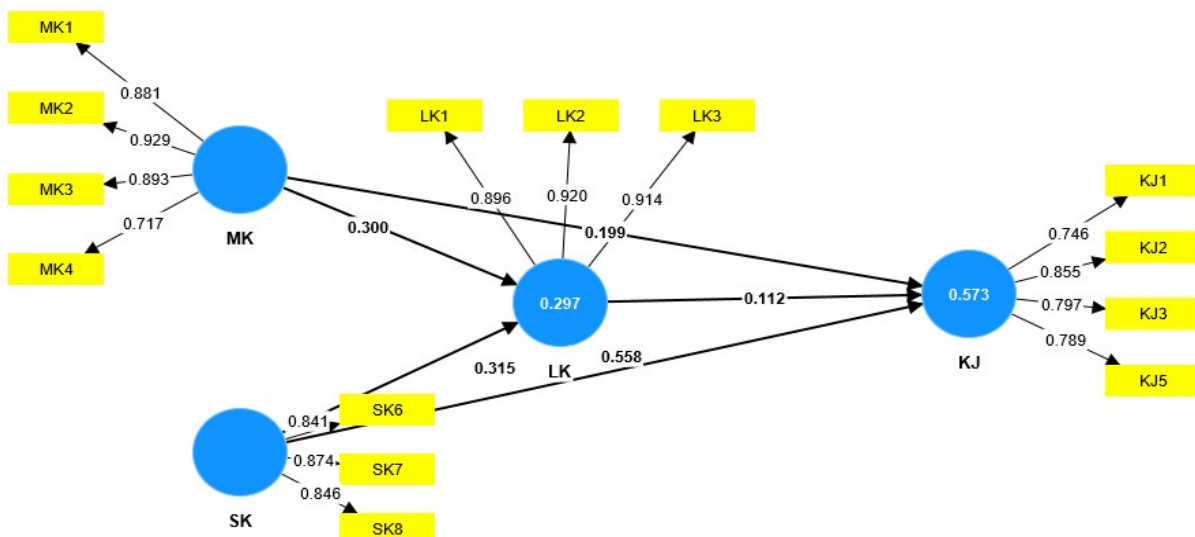 MK1
0.881
MK2
0.929
MK3
0.893
MK4
0.717
MK
LK1
LK2
LK3
0.896
0.920
0.914
0.300
0.199
0.297
LK
0.112
0.315
0.558
KJ1
0.746
KJ2
0.855
0.573
KJ3
0.797
0.789
KJ
KJ5
SK6
0.841
SK7
0.874
SK8
0.846
SK